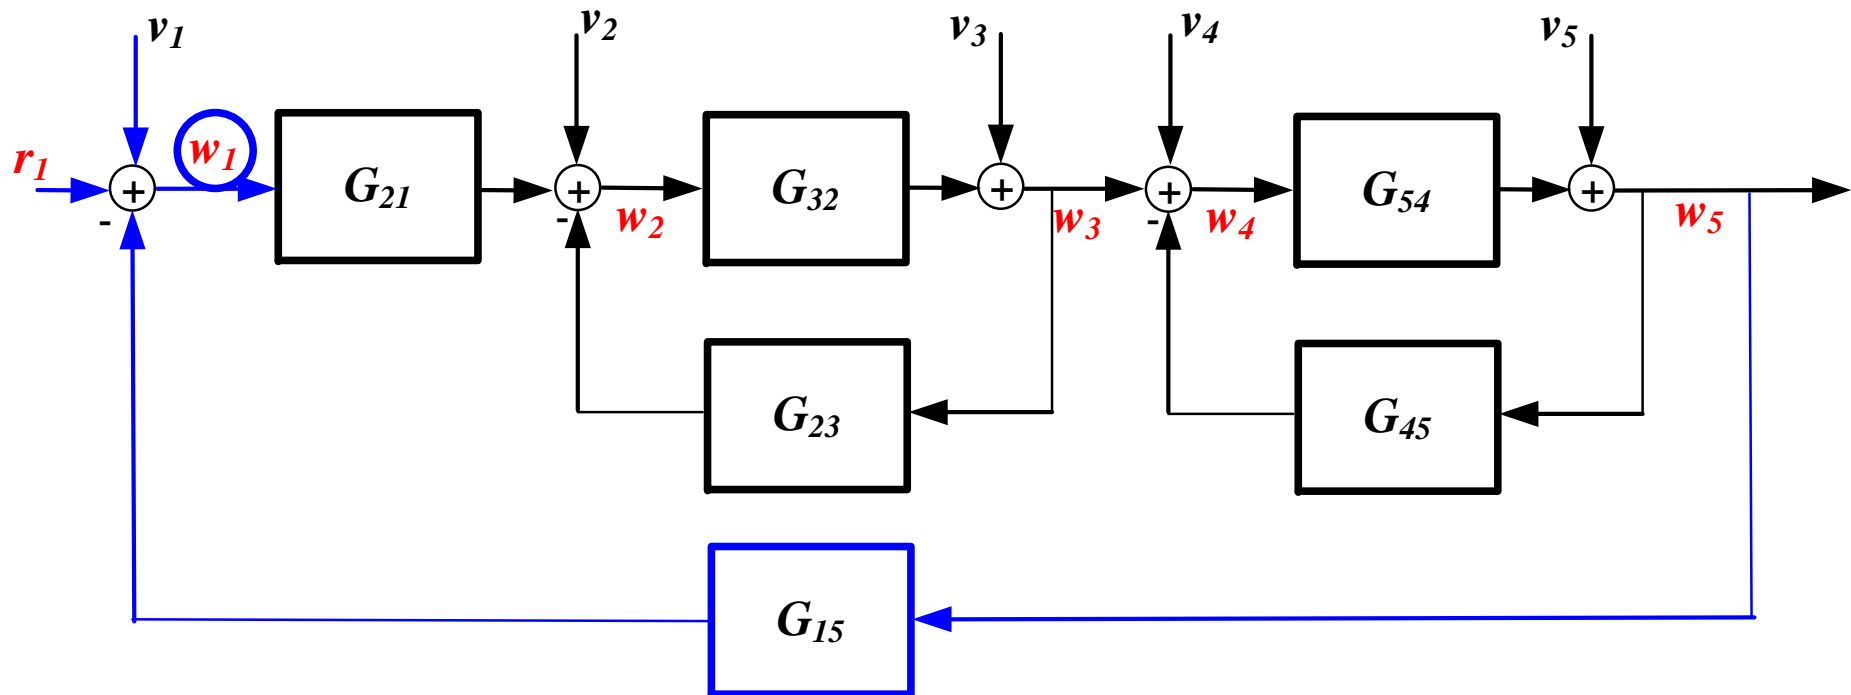 v1 v2 v3 v4 v5
r1 + w1 G21 + G32 + + G54 +
- - w2 w3 - w4 w5
G23 G45
G15